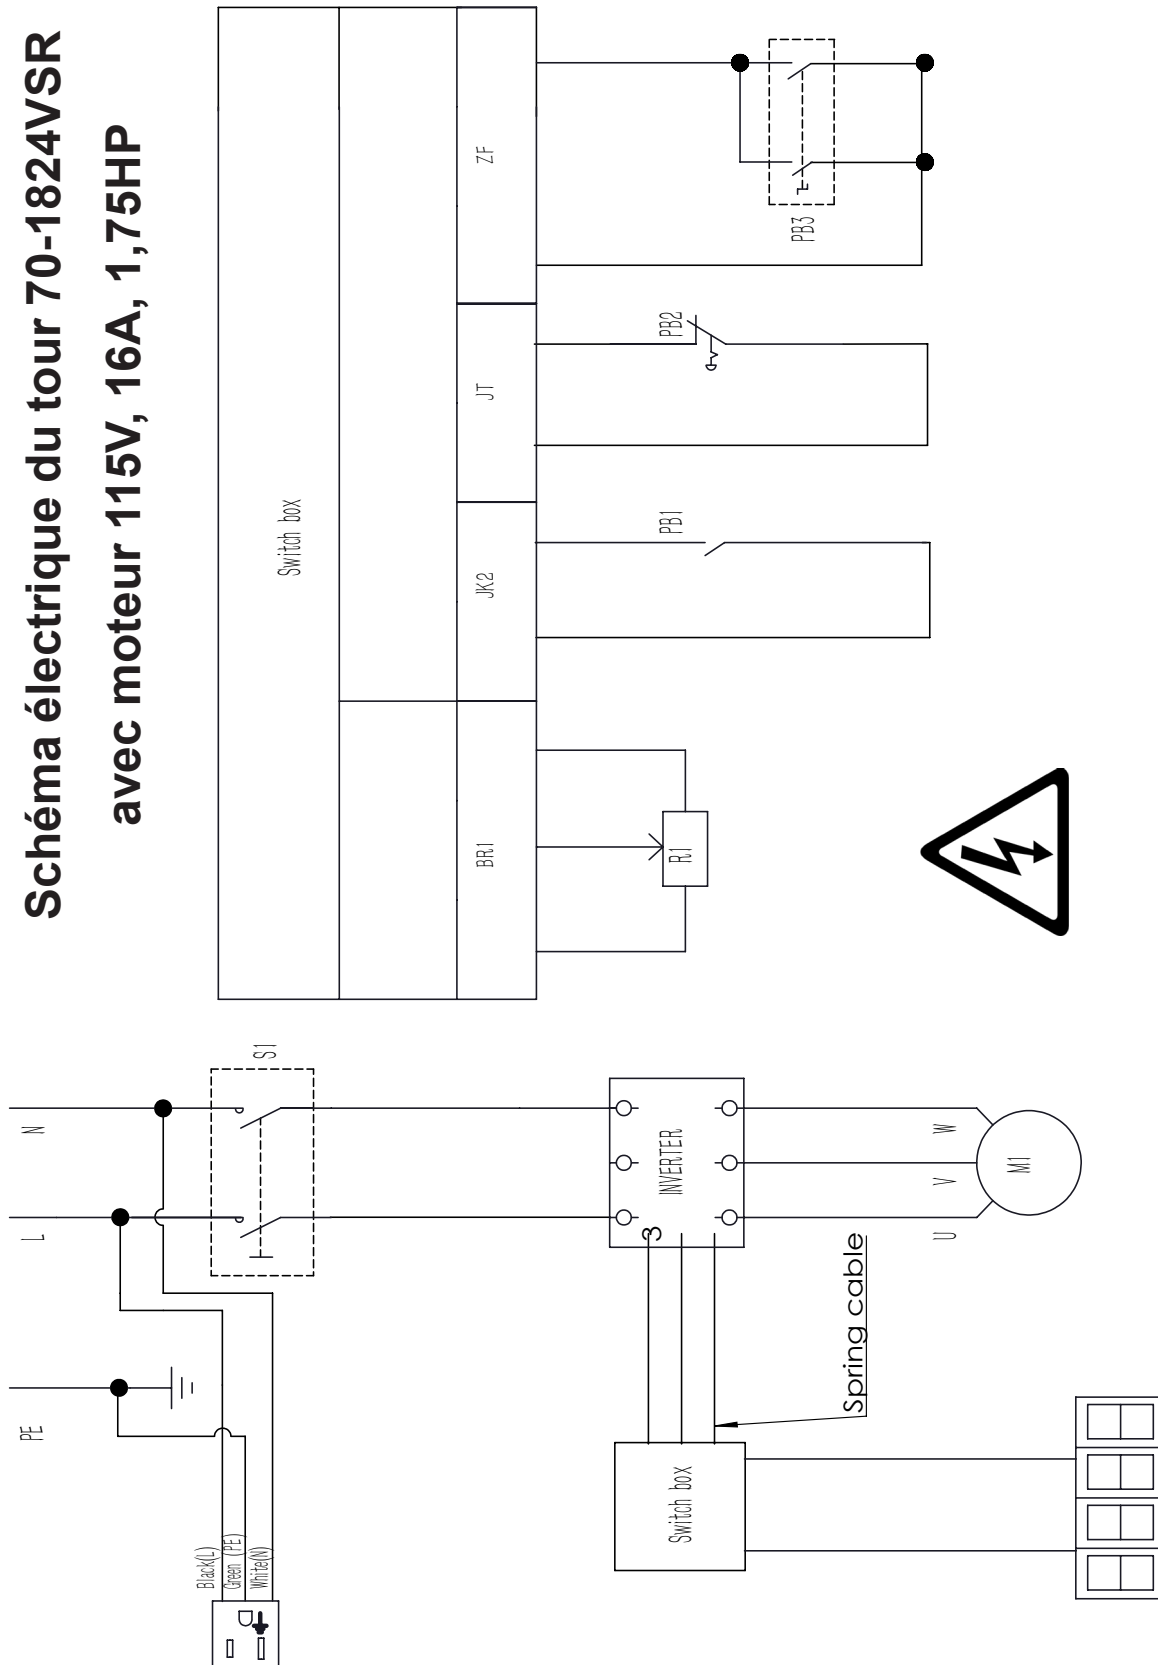 Schéma électrique du tour 70-1824VSR
avec moteur 115V, 16A, 1,75HP
PE
L
N
Black(L)
Green (PE)
White(N)
S1
Switch box
BR1
JK2
JT
ZF
R1
PB1
PB2
PB3
3
INVERTER
Switch box
Spring cable
U
V
W
M1